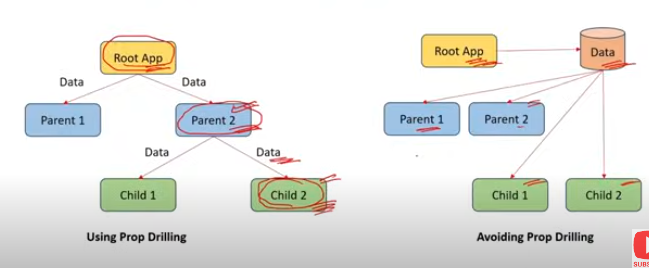 Root App
Data
Data
Parent 1
Parent 2
Data
Data
Child 1
Child 2
Using Prop Drilling
Root App
Data
Parent 1
Parent 2
Child 1
Child 2
Avoiding Prop Drilling
SUBS